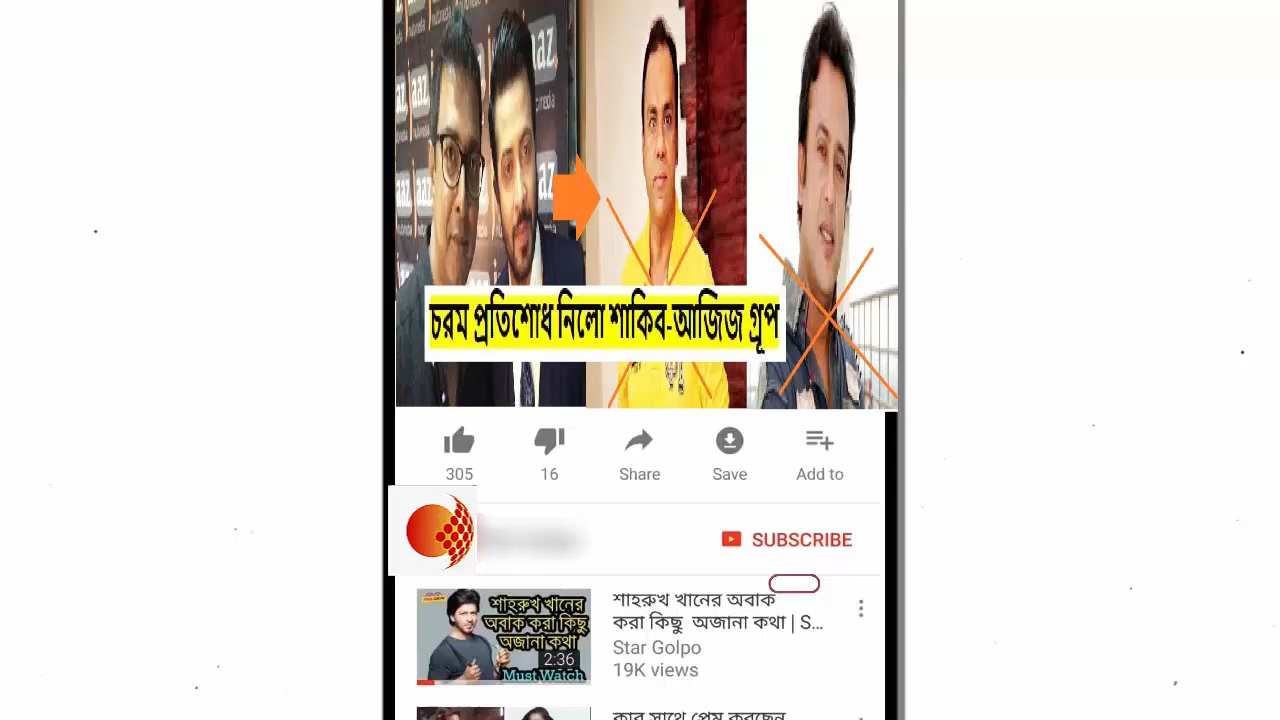 চরম প্রতিশোধ নিলো শাকিব-আজিজ গ্রূপ
305
16
Share
Save
Add to
SUBSCRIBE
শাহরুখ খানের
অবাক করা কিছু
অজানা কথা
2:36
Must Watch
শাহরুখ খানের অবাক
করা কিছু অজানা কথা | S...
Star Golpo
19K views
কার সাথে প্রেম করছেন